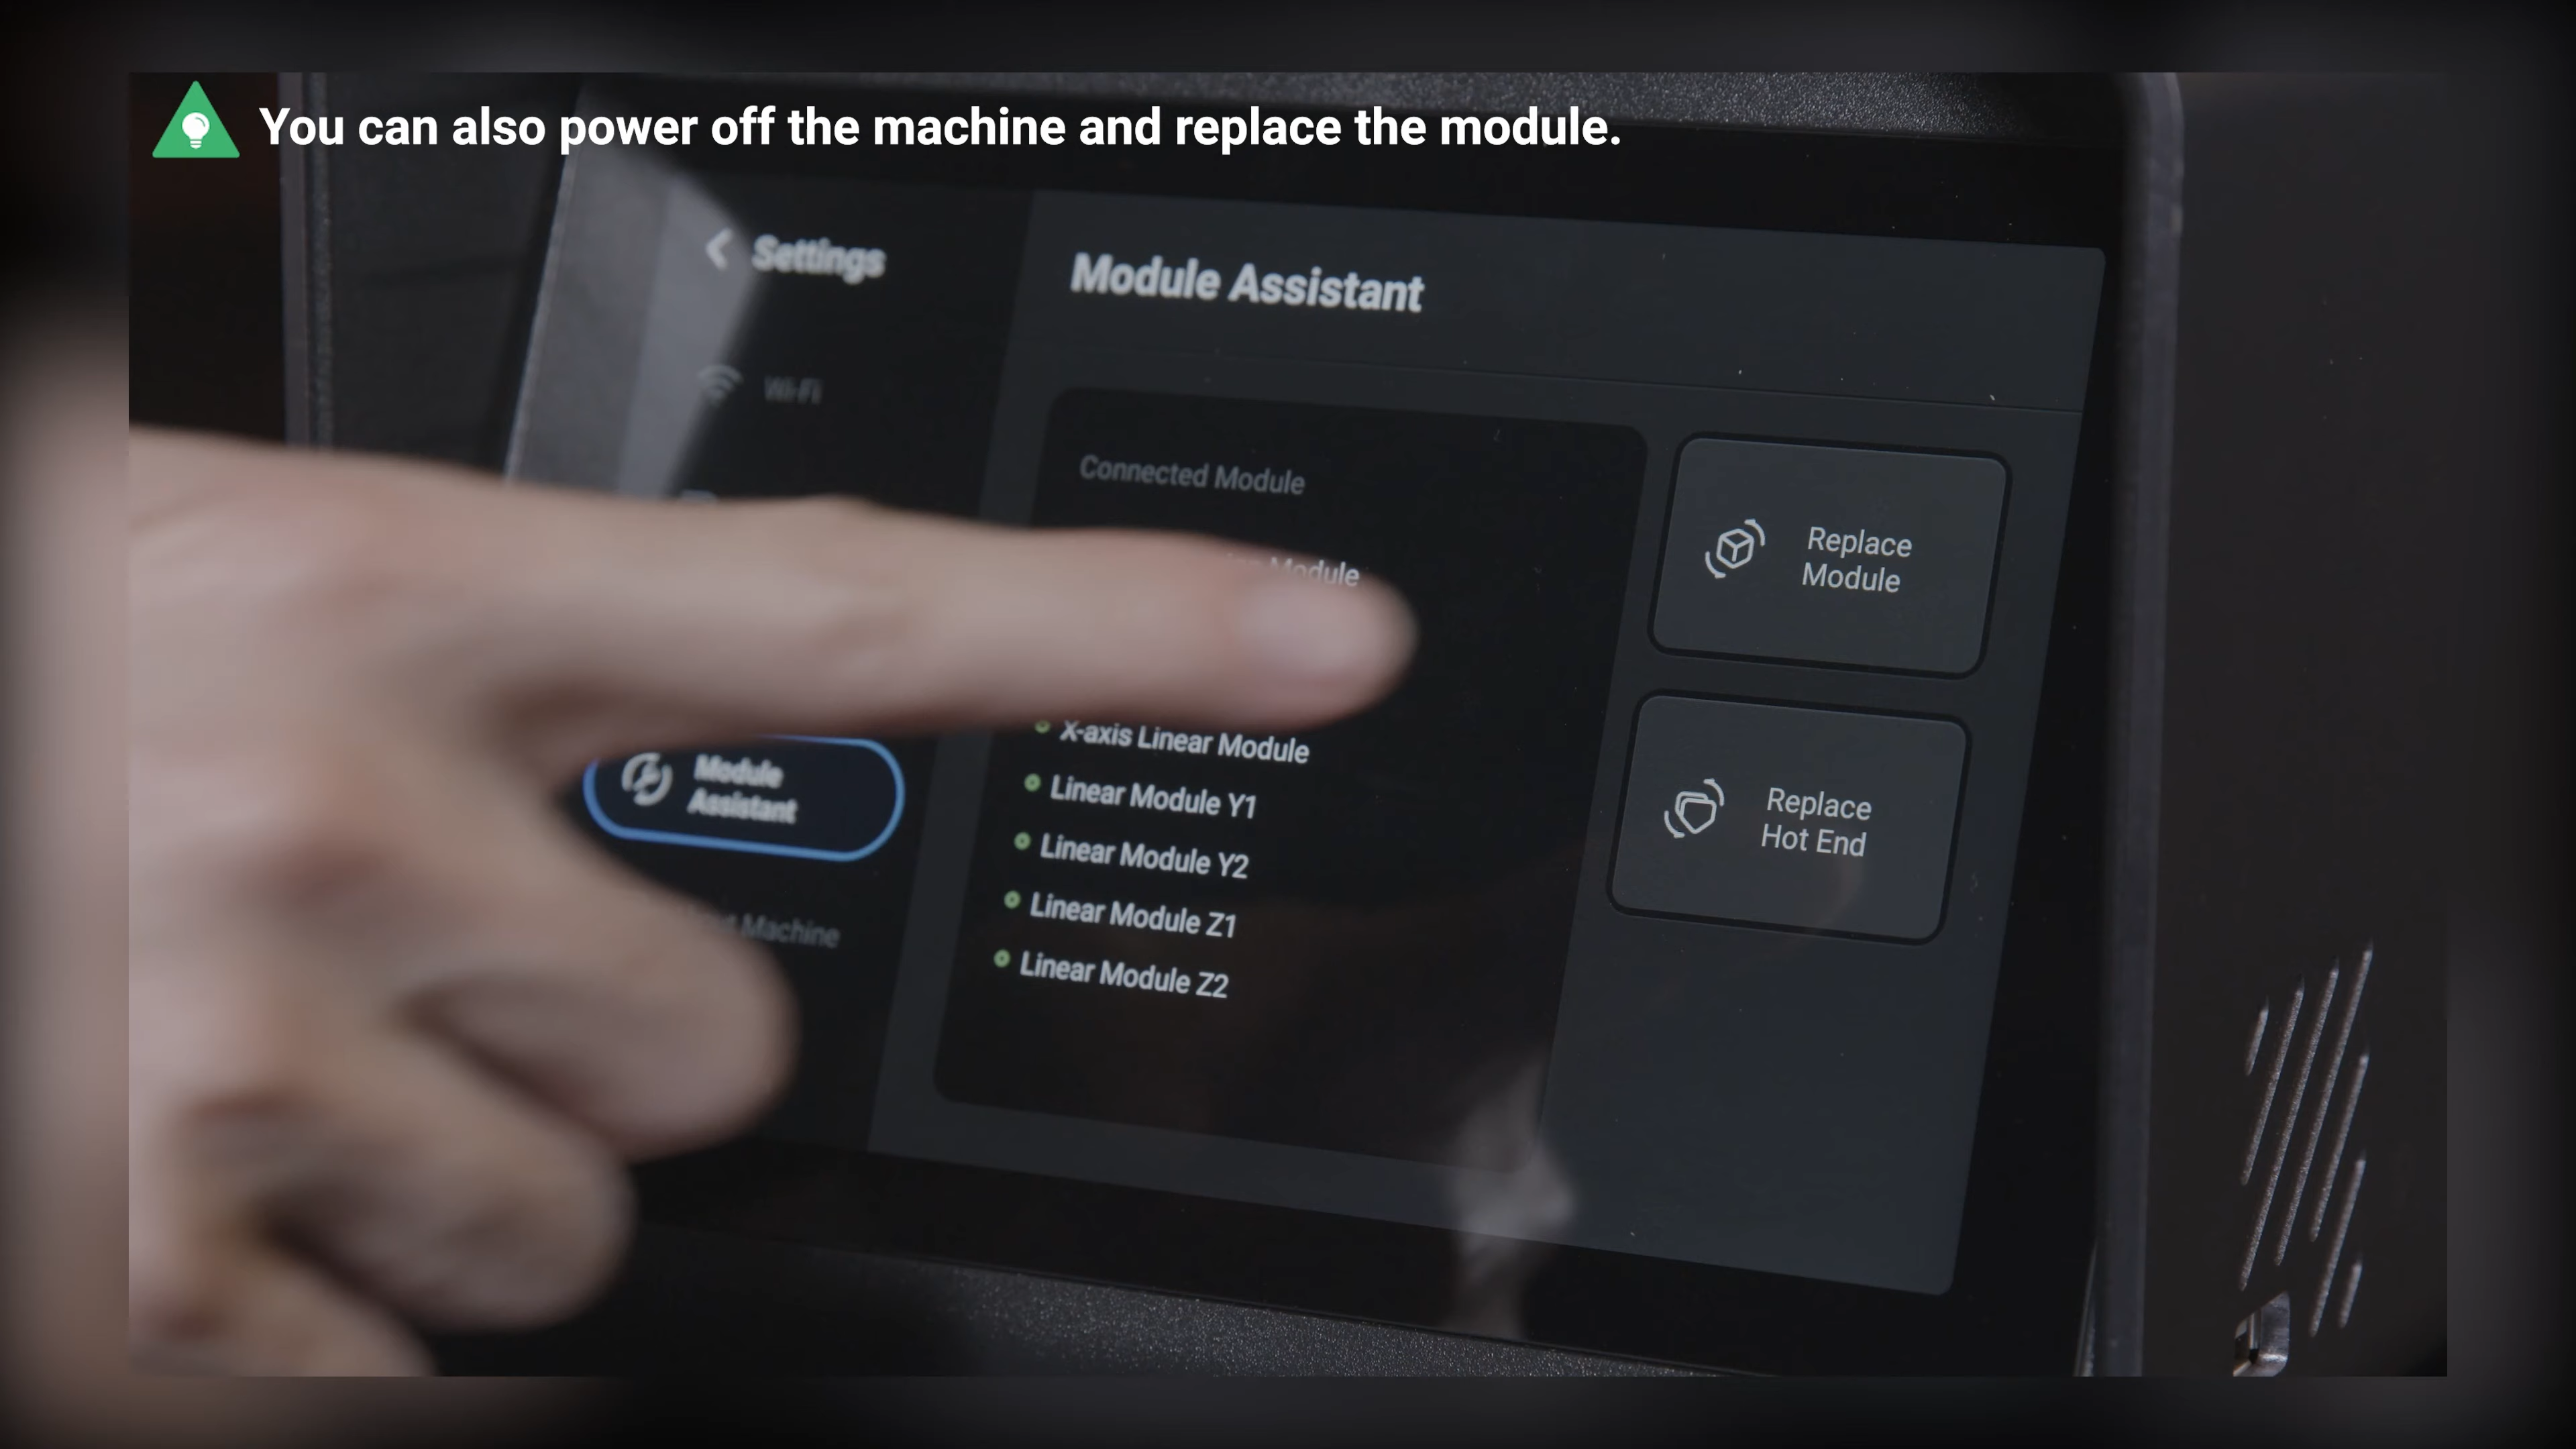 You can also power off the machine and replace the module.
Settings
Module Assistant
Wi-Fi
Connected Module
Module
X-axis Linear Module
Linear Module Y1
Linear Module Y2
Linear Module Z1
Linear Module Z2
Module
Assistant
Machine
Replace
Module
Replace
Hot End